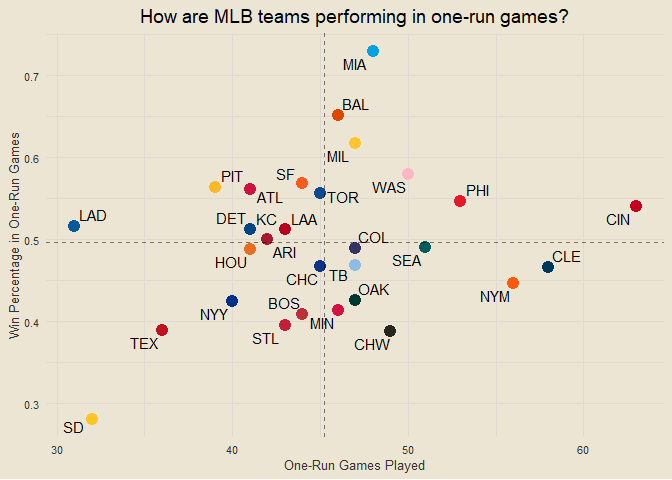 How are MLB teams performing in one-run games?
Win Percentage in One-Run Games
0.7
0.6
0.5
0.4
0.3
MIA
BAL
MIL
PIT
SF
WAS
ATL
TOR
PHI
LAD
DET
KC
LAA
CIN
COL
ARI
HOU
SEA
CLE
CHC
TB
OAK
NYM
BOS
NYY
MIN
STL
TEX
CHW
SD
30
40
50
60
One-Run Games Played